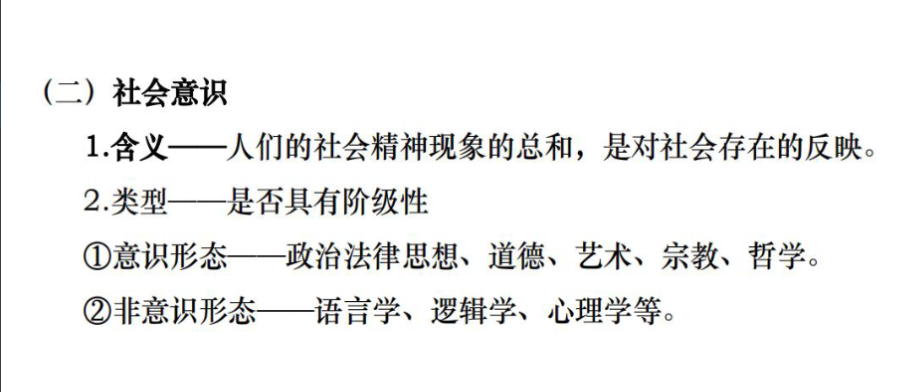 （二）社会意识
1.含义——人们的社会精神现象的总和，是对社会存在的反映。
2.类型——是否具有阶级性
①意识形态——政治法律思想、道德、艺术、宗教、哲学。
②非意识形态——语言学、逻辑学、心理学等。